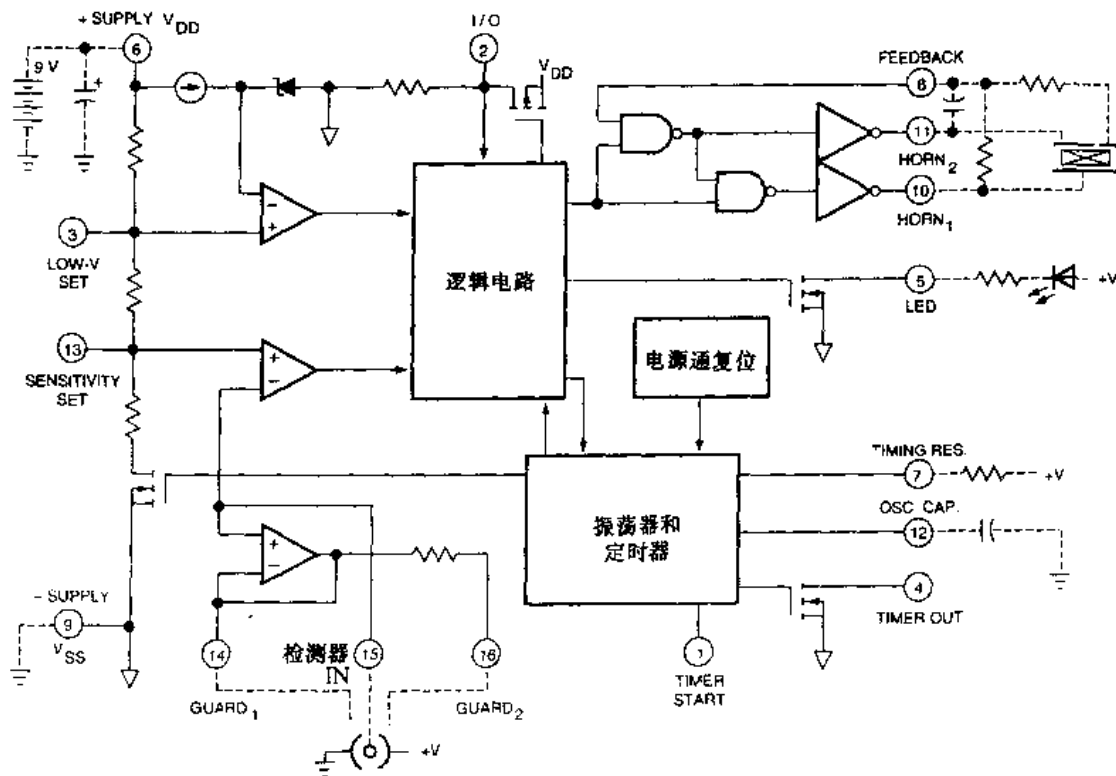 + SUPPLY V DD
6
I/O
2
V DD
FEEDBACK
8
9 V
+
11
HORN 2
10
HORN 1
−
+
3
LOW-V
SET
逻辑电路
5
LED
+V
13
SENSITIVITY
SET
+
−
电源通复位
TIMING RES.
7
+V
OSC CAP.
12
振荡器和
定时器
+
−
4
TIMER OUT
− SUPPLY
9
V SS
14
检测器
IN
15
16
1
TIMER
START
GUARD 1
GUARD 2
+V